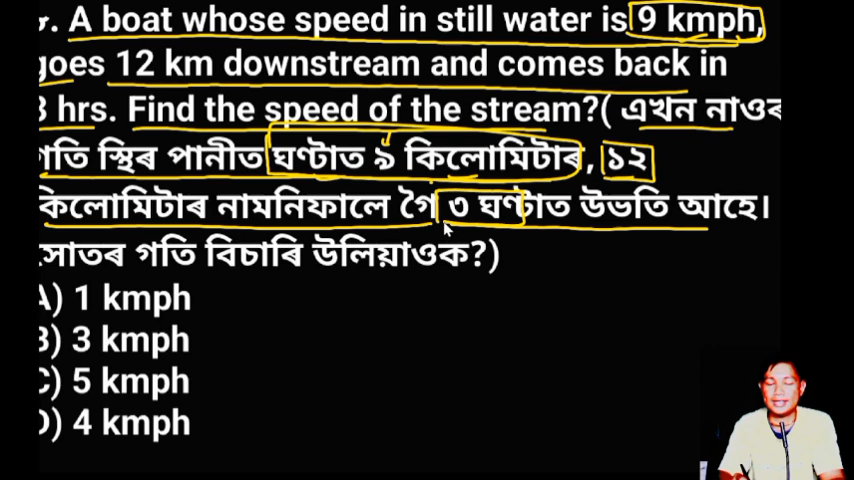 A boat whose speed in still water is 9 kmph,
goes 12 km downstream and comes back in
3 hrs. Find the speed of the stream?( এখন নাওৰ
গতি স্থিৰ পানীত ঘণ্টাত ৯ কিলোমিটাৰ, ১২
কিলোমিটাৰ নামনিফালে গৈ ৩ ঘণ্টাত উভতি আহে।
সোতৰ গতি বিচাৰি উলিয়াওক?)
A) 1 kmph
B) 3 kmph
C) 5 kmph
D) 4 kmph